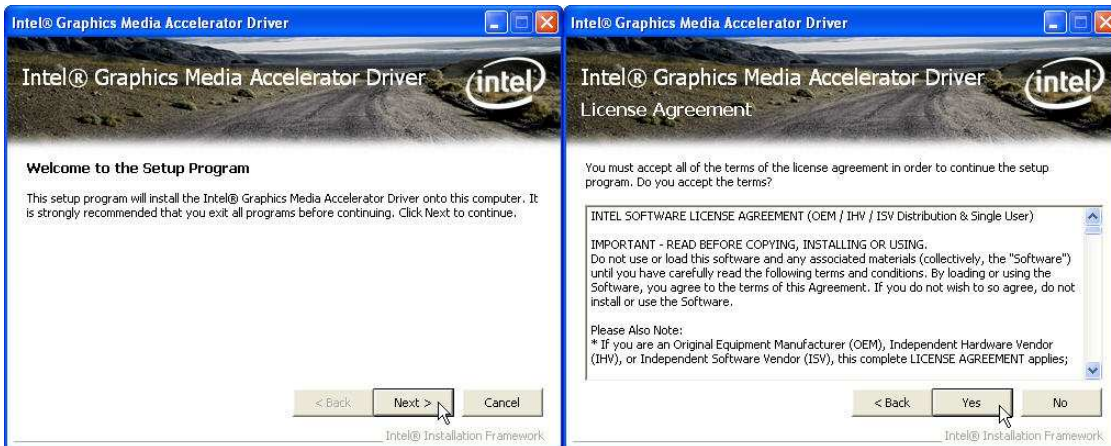 Intel® Graphics Media Accelerator Driver
Intel® Graphics Media Accelerator Driver
intel
Welcome to the Setup Program
This setup program will install the Intel® Graphics Media Accelerator Driver onto this computer. It
is strongly recommended that you exit all programs before continuing. Click Next to continue.
< Back
Next >
Cancel
Intel® Installation Framework
Intel® Graphics Media Accelerator Driver
Intel® Graphics Media Accelerator Driver
intel
License Agreement
You must accept all of the terms of the license agreement in order to continue the setup
program. Do you accept the terms?
INTEL SOFTWARE LICENSE AGREEMENT (OEM / IHV / ISV Distribution & Single User)
IMPORTANT - READ BEFORE COPYING, INSTALLING OR USING.
Do not use or load this software and any associated materials (collectively, the "Software")
until you have carefully read the following terms and conditions. By loading or using the
Software, you agree to the terms of this Agreement. If you do not wish to so agree, do not
install or use the Software.
Please Also Note:
* If you are an Original Equipment Manufacturer (OEM), Independent Hardware Vendor
(IHV), or Independent Software Vendor (ISV), this complete LICENSE AGREEMENT applies;
< Back
Yes
No
Intel® Installation Framework